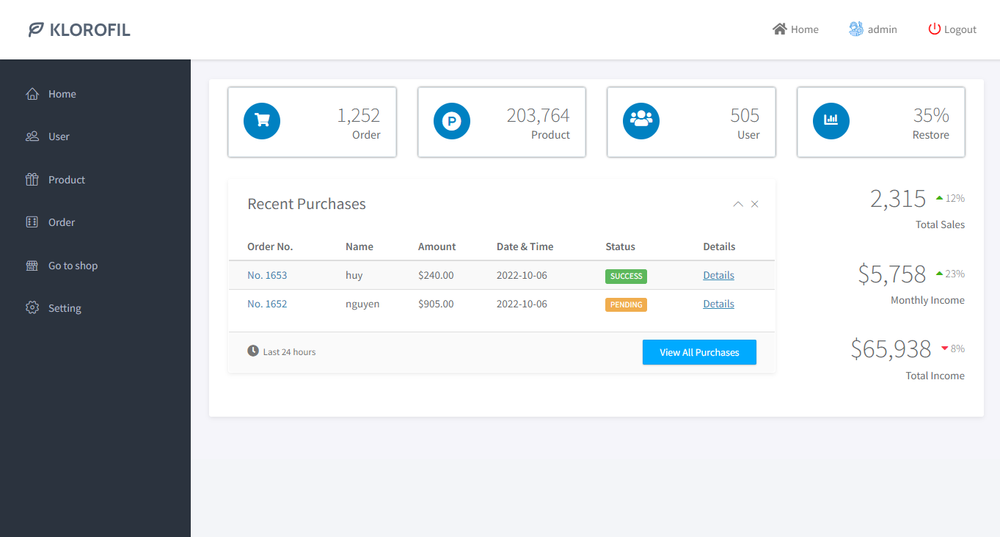 KLOROFIL
Home admin Logout
Home
User
Product
Order
Go to shop
Setting
1,252
Order
203,764
P
Product
505
User
35%
Restore
Recent Purchases
Order No. Name Amount Date & Time Status Details
No. 1653 huy $240.00 2022-10-06 SUCCESS Details
No. 1652 nguyen $905.00 2022-10-06 PENDING Details
Last 24 hours View All Purchases
2,315 12%
Total Sales
$5,758 23%
Monthly Income
$65,938 8%
Total Income